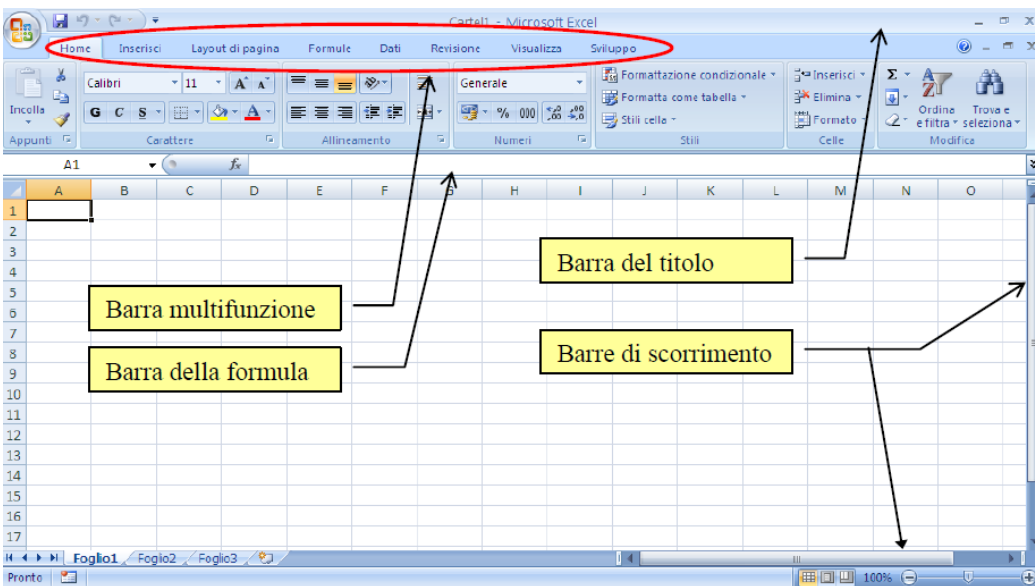 Cartel1 - Microsoft Excel
Home Inserisci Layout di pagina Formule Dati Revisione Visualizza Sviluppo
Calibri 11 A A Generale Formattazione condizionale Inserisci Σ
Incolla Formatta come tabella Elimina Ordina e filtra Trova e seleziona
G C S A % 000 Stili cella Formato
Appunti Carattere Allineamento Numeri Stili Celle Modifica
A1 fx
A B C D E F G H I J K L M N O
1
2
3
Barra del titolo
4
5
Barra multifunzione
6
7
Barre di scorrimento
8
Barra della formula
9
10
11
12
13
14
15
16
17
Foglio1 Foglio2 Foglio3
Pronto 100%